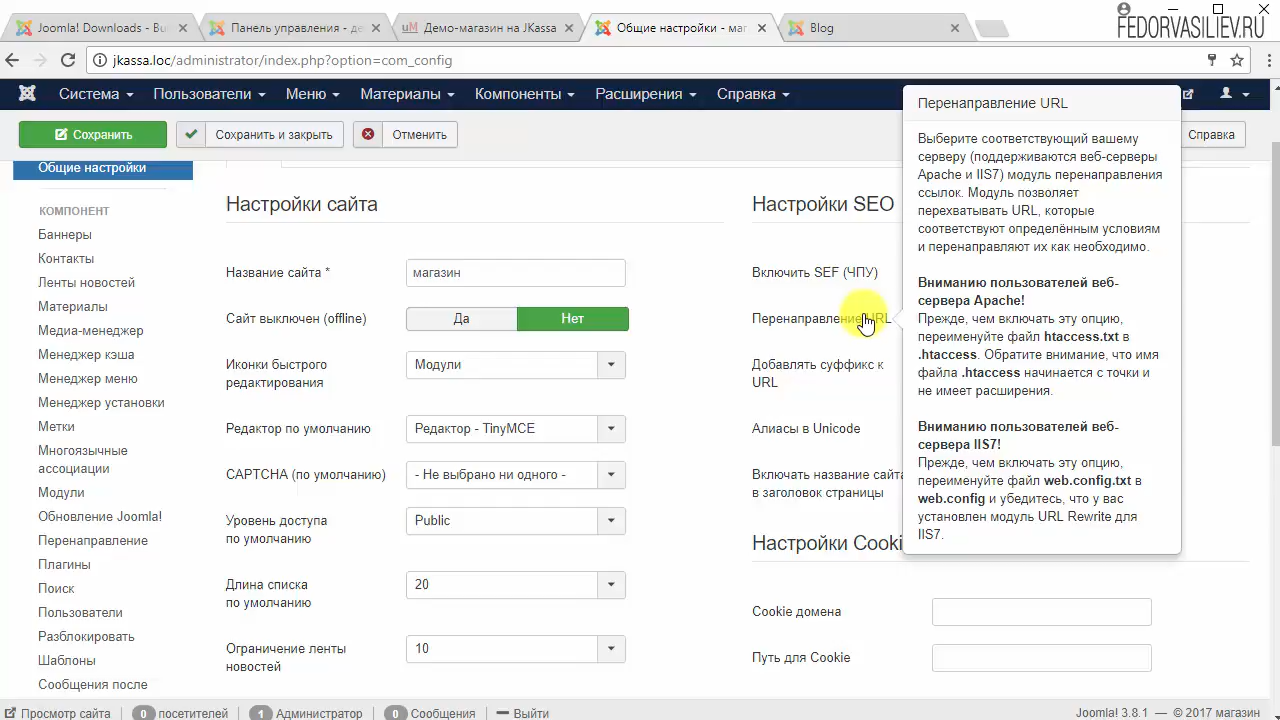 Joomla! Downloads - Bu
Панель управления - де
Демо-магазин на JKassa
Общие настройки - маг
Blog
FEDORVASILIEV.RU
jkassa.loc/administrator/index.php?option=com_config
Система
Пользователи
Меню
Материалы
Компоненты
Расширения
Справка
Сохранить
Сохранить и закрыть
Отменить
Справка
Общие настройки
КОМПОНЕНТ
Баннеры
Контакты
Ленты новостей
Материалы
Медиа-менеджер
Менеджер кэша
Менеджер меню
Менеджер установки
Метки
Многоязычные
ассоциации
Модули
Обновление Joomla!
Перенаправление
Плагины
Поиск
Пользователи
Разблокировать
Шаблоны
Сообщения после
Настройки сайта
Название сайта *
магазин
Сайт выключен (offline)
Да
Нет
Иконки быстрого
редактирования
Модули
Редактор по умолчанию
Редактор - TinyMCE
CAPTCHA (по умолчанию)
- Не выбрано ни одного -
Уровень доступа
по умолчанию
Public
Длина списка
по умолчанию
20
Ограничение ленты
новостей
10
Настройки SEO
Включить SEF (ЧПУ)
Перенаправление URL
Добавлять суффикс к
URL
Алиасы в Unicode
Включать название сайта
в заголовок страницы
Настройки Cooki
Cookie домена
Путь для Cookie
Перенаправление URL
Выберите соответствующий вашему
серверу (поддерживаются веб-серверы
Apache и IIS7) модуль перенаправления
ссылок. Модуль позволяет
перехватывать URL, которые
соответствуют определённым условиям
и перенаправляют их как необходимо.
Вниманию пользователей веб-
сервера Apache!
Прежде, чем включать эту опцию,
переименуйте файл htaccess.txt в
.htaccess. Обратите внимание, что имя
файла .htaccess начинается с точки и
не имеет расширения.
Вниманию пользователей веб-
сервера IIS7!
Прежде, чем включать эту опцию,
переименуйте файл web.config.txt в
web.config и убедитесь, что у вас
установлен модуль URL Rewrite для
IIS7.
Просмотр сайта
0 посетителей
1 Администратор
0 Сообщения
Выйти
Joomla! 3.8.1 — © 2017 магазин